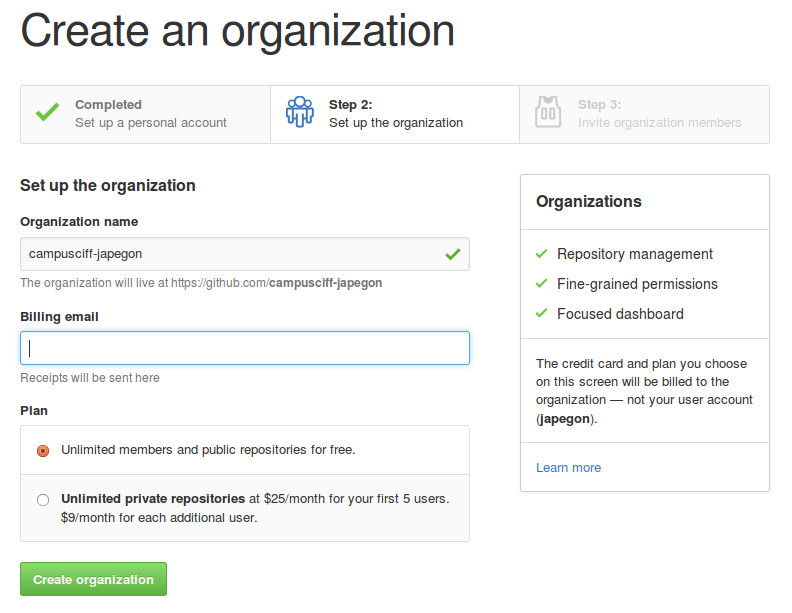 Create an organization
Completed
Set up a personal account
Step 2:
Set up the organization
Step 3:
Invite organization members
Set up the organization
Organization name
campusciff-japegon
The organization will live at https://github.com/campusciff-japegon
Billing email
Receipts will be sent here
Plan
Unlimited members and public repositories for free.
Unlimited private repositories at $25/month for your first 5 users.
$9/month for each additional user.
Create organization
Organizations
Repository management
Fine-grained permissions
Focused dashboard
The credit card and plan you choose
on this screen will be billed to the
organization — not your user account
(japegon).
Learn more